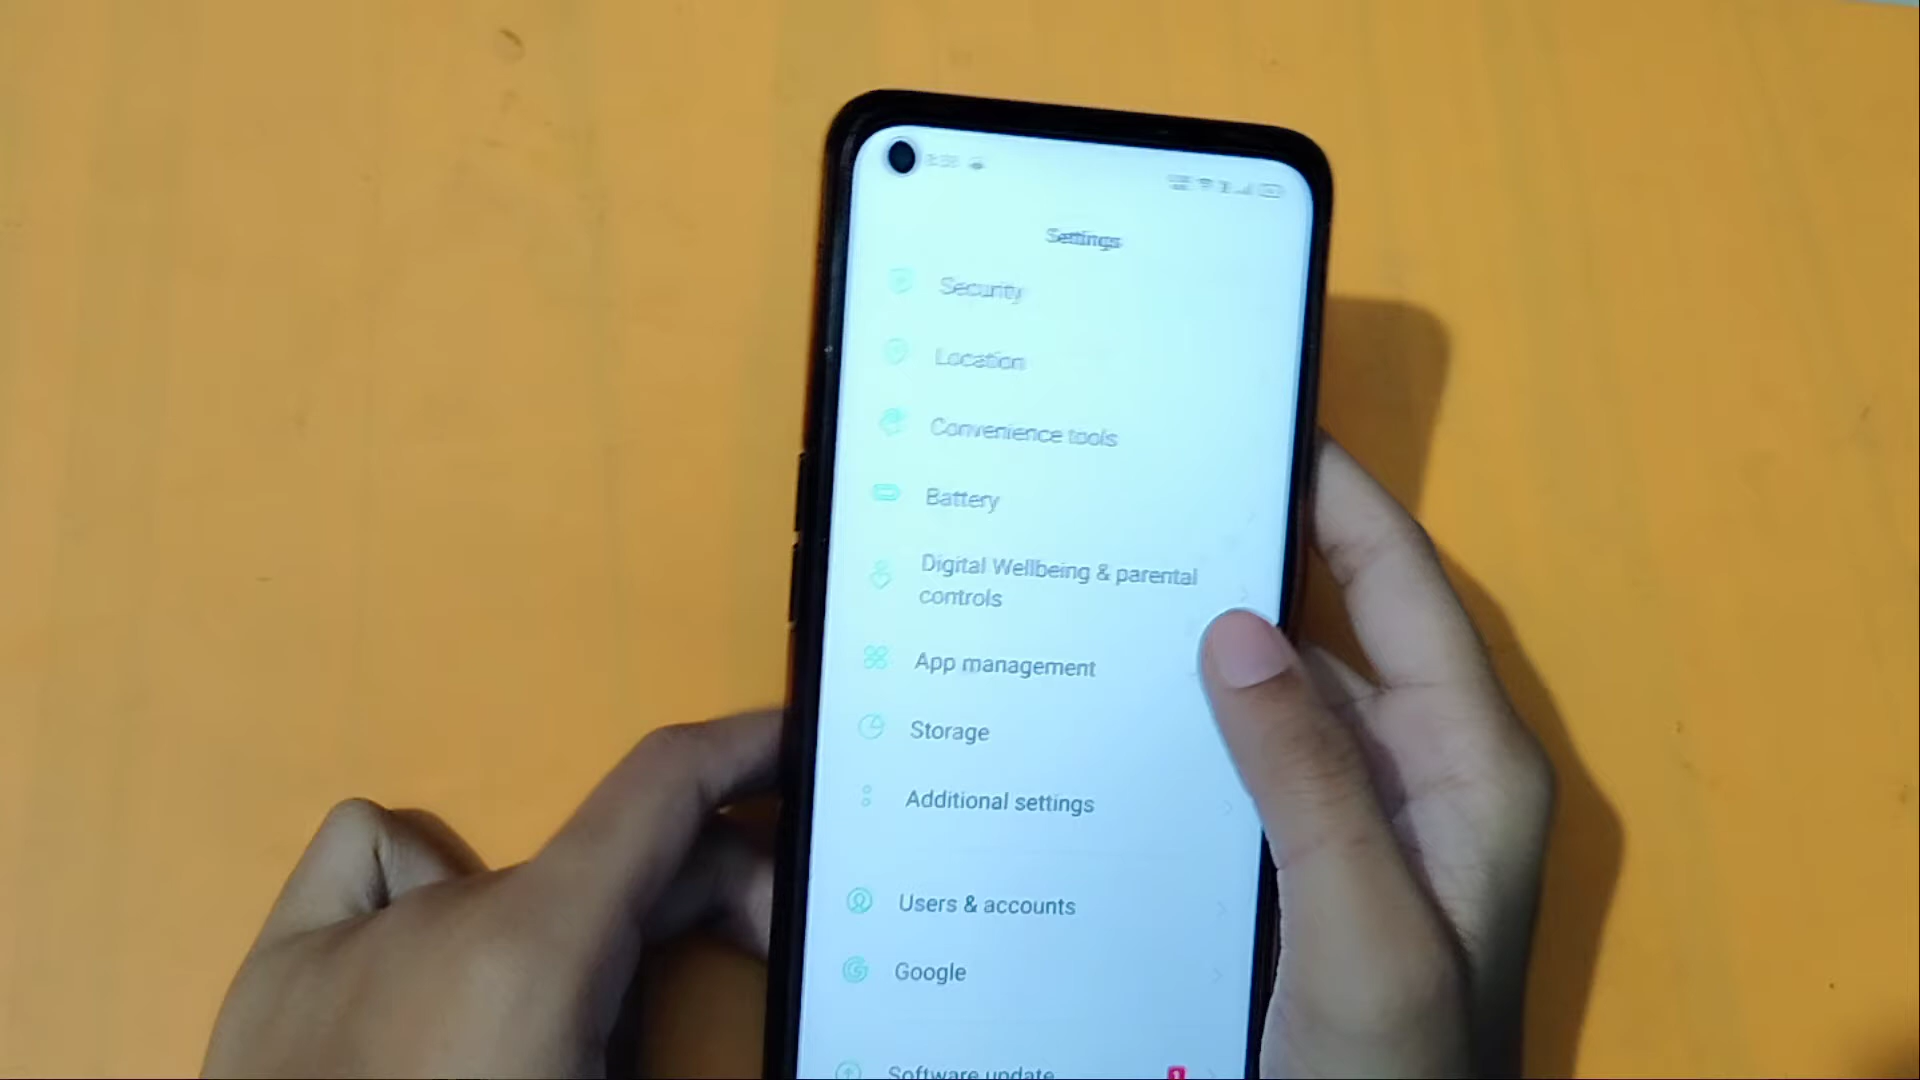 Settings
Security
Location
Convenience tools
Battery
Digital Wellbeing & parental
controls
App management
Storage
Additional settings
Users & accounts
Google
Software update
1